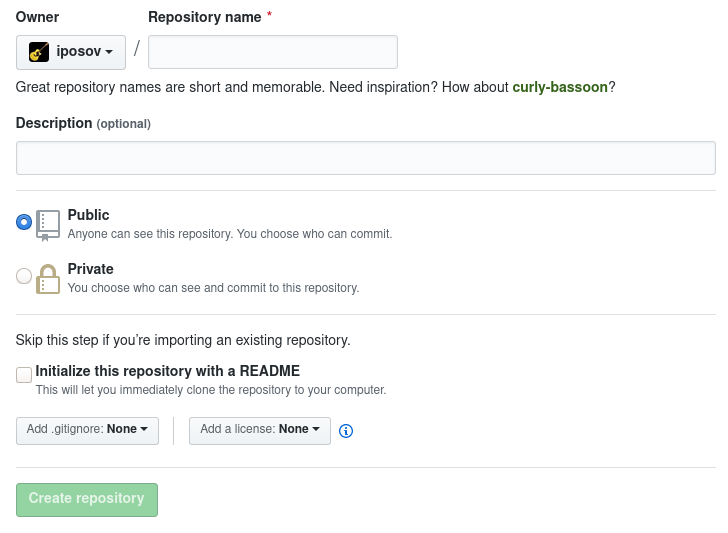 Owner Repository name *
iposov /
Great repository names are short and memorable. Need inspiration? How about curly-bassoon?
Description (optional)
Public
Anyone can see this repository. You choose who can commit.
Private
You choose who can see and commit to this repository.
Skip this step if you’re importing an existing repository.
Initialize this repository with a README
This will let you immediately clone the repository to your computer.
Add .gitignore: None Add a license: None
Create repository